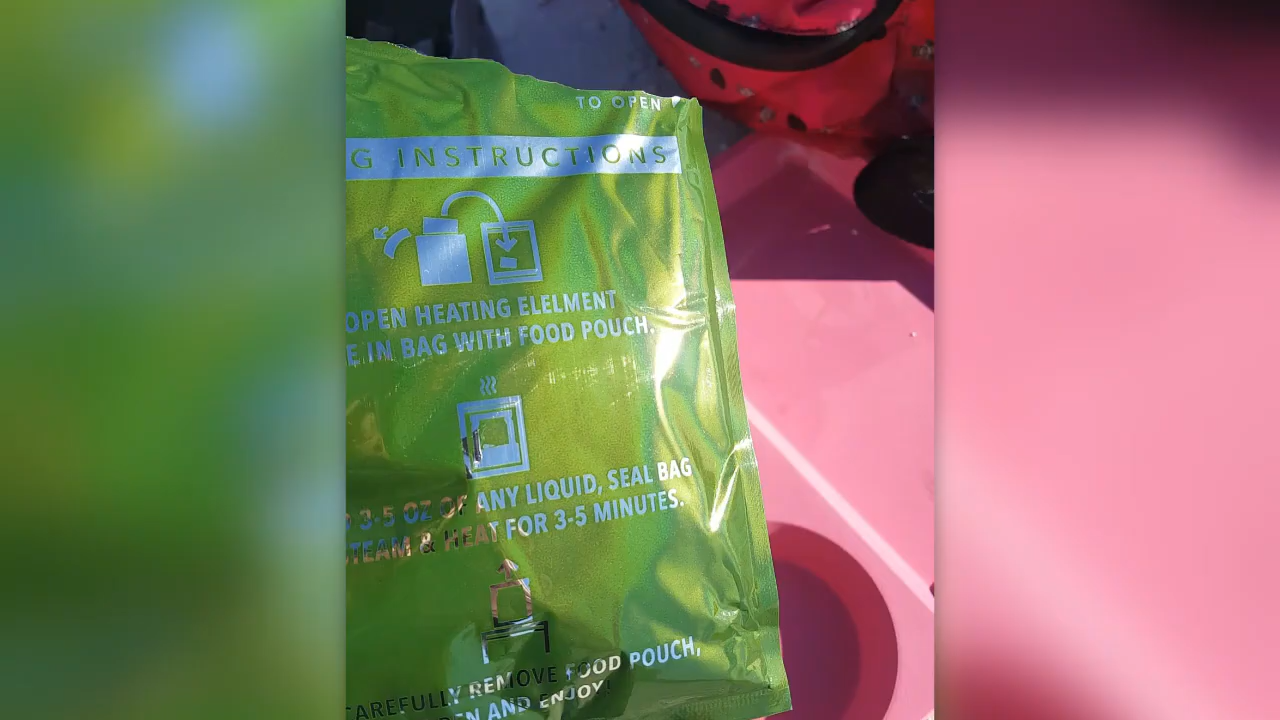 TO OPEN
G INSTRUCTIONS
OPEN HEATING ELELMENT
E IN BAG WITH FOOD POUCH.
3-5 OZ OF ANY LIQUID, SEAL BAG
STEAM & HEAT FOR 3-5 MINUTES.
CAREFULLY REMOVE FOOD POUCH,
EN AND ENJOY!